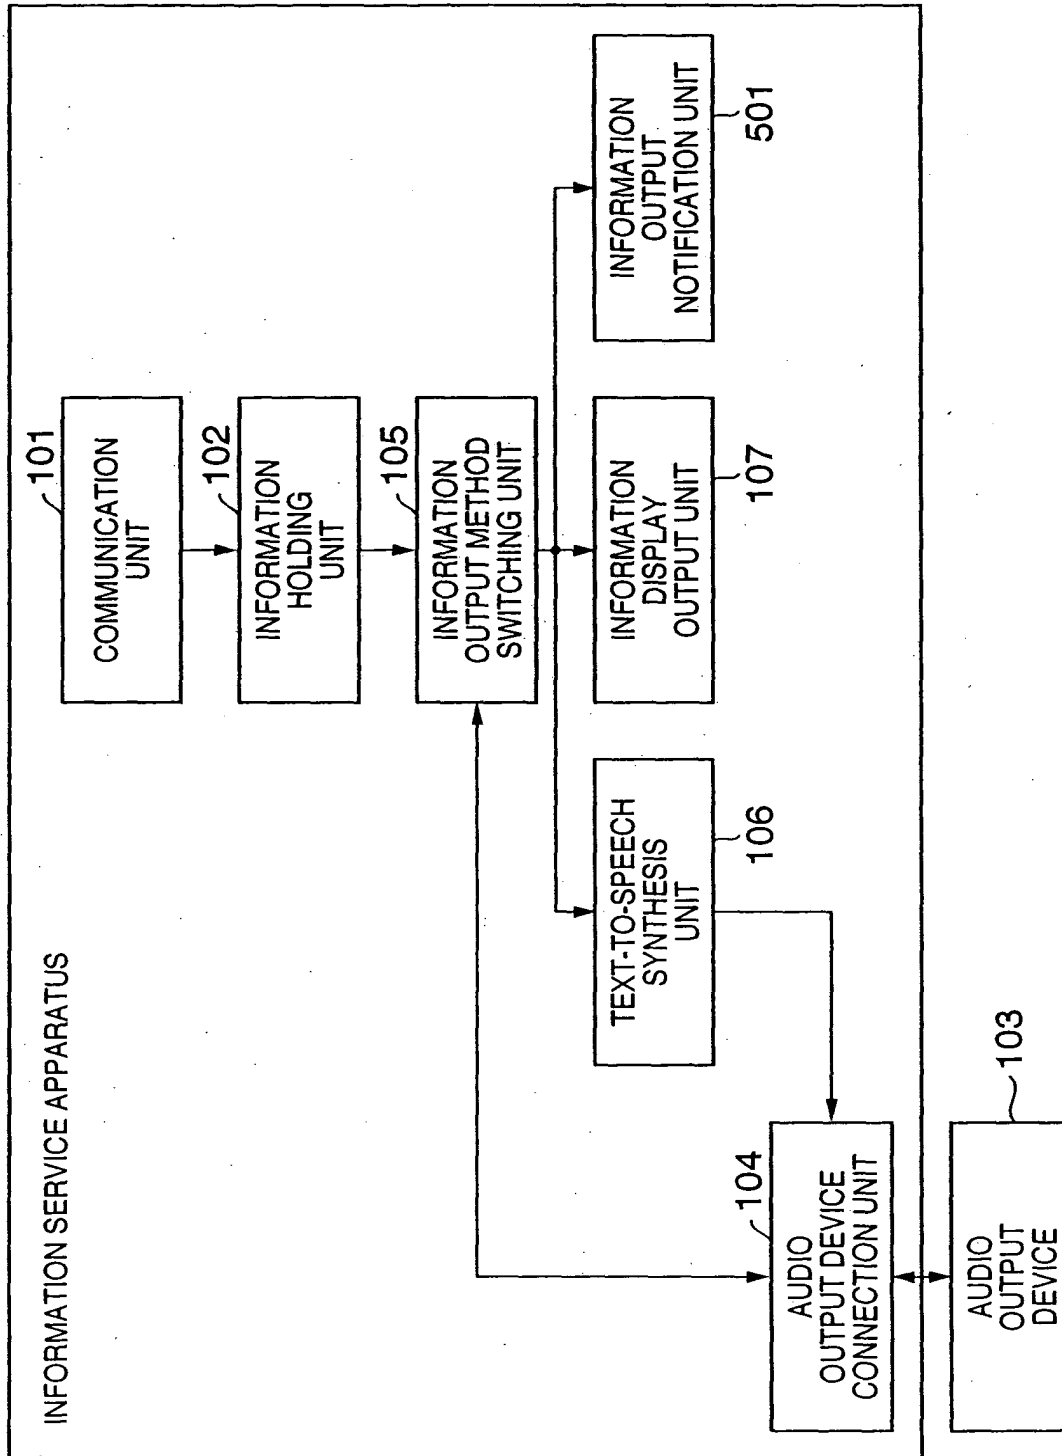 INFORMATION SERVICE APPARATUS
101
COMMUNICATION
UNIT
102
INFORMATION
HOLDING
UNIT
105
INFORMATION
OUTPUT METHOD
SWITCHING UNIT
TEXT-TO-SPEECH
SYNTHESIS
UNIT
106
INFORMATION
DISPLAY
OUTPUT UNIT
107
INFORMATION
OUTPUT
NOTIFICATION UNIT
501
104
AUDIO
OUTPUT DEVICE
CONNECTION UNIT
AUDIO
OUTPUT
DEVICE
103